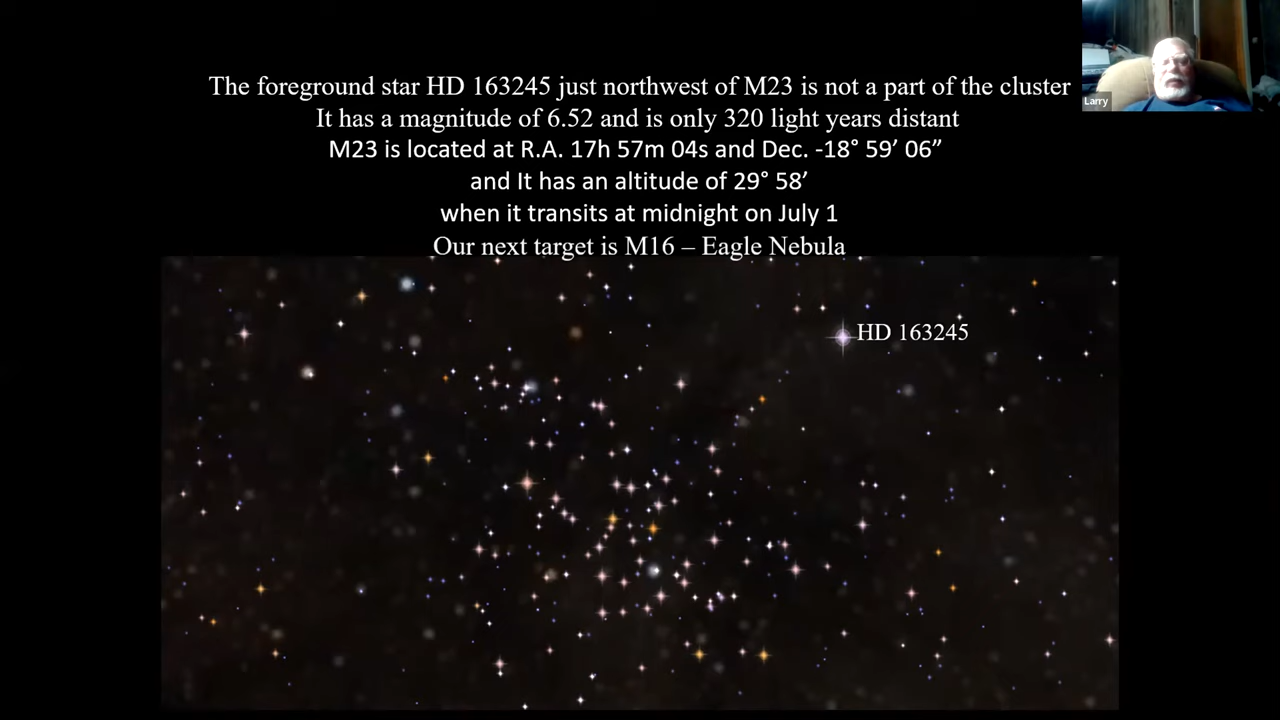 The foreground star HD 163245 just northwest of M23 is not a part of the cluster
It has a magnitude of 6.52 and is only 320 light years distant
M23 is located at R.A. 17h 57m 04s and Dec. -18° 59’ 06”
and It has an altitude of 29° 58’
when it transits at midnight on July 1
Our next target is M16 – Eagle Nebula
Larry
HD 163245